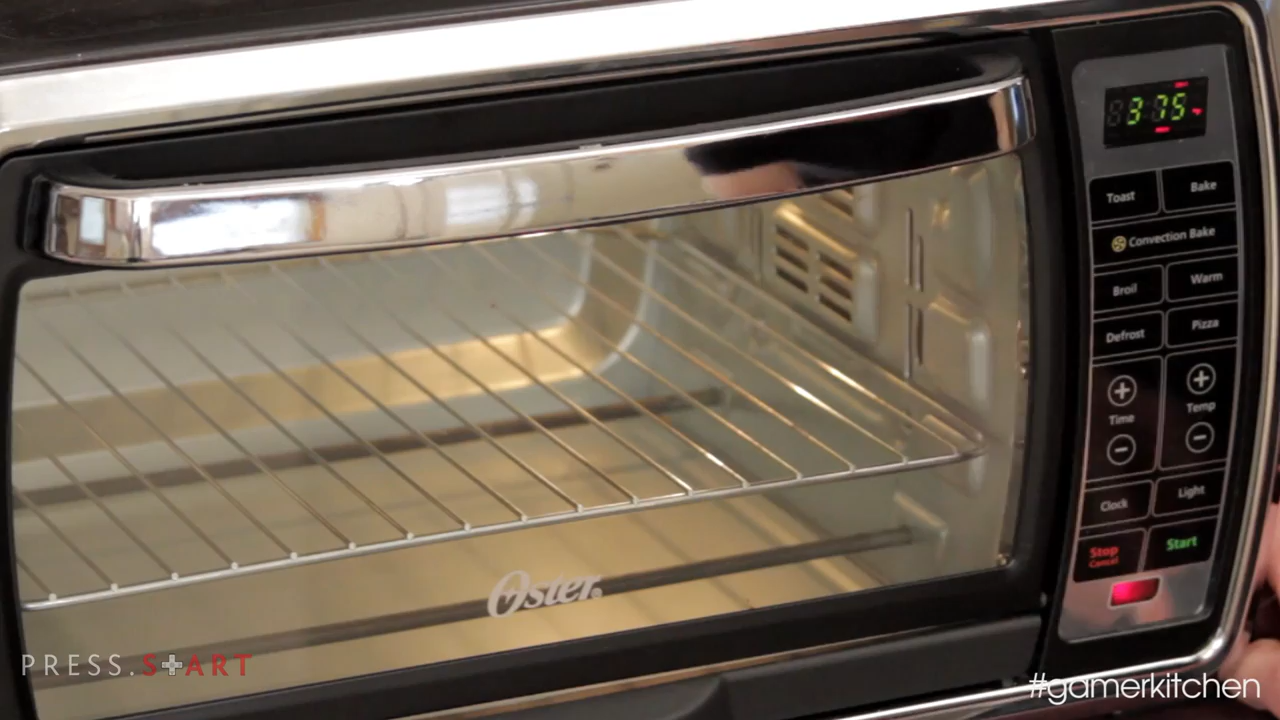 375
Toast
Bake
Convection Bake
Broil
Warm
Defrost
Pizza
+
+
Time
Temp
−
−
Clock
Light
Stop
Cancel
Start
Oster®
PRESS.START
#gamerkitchen